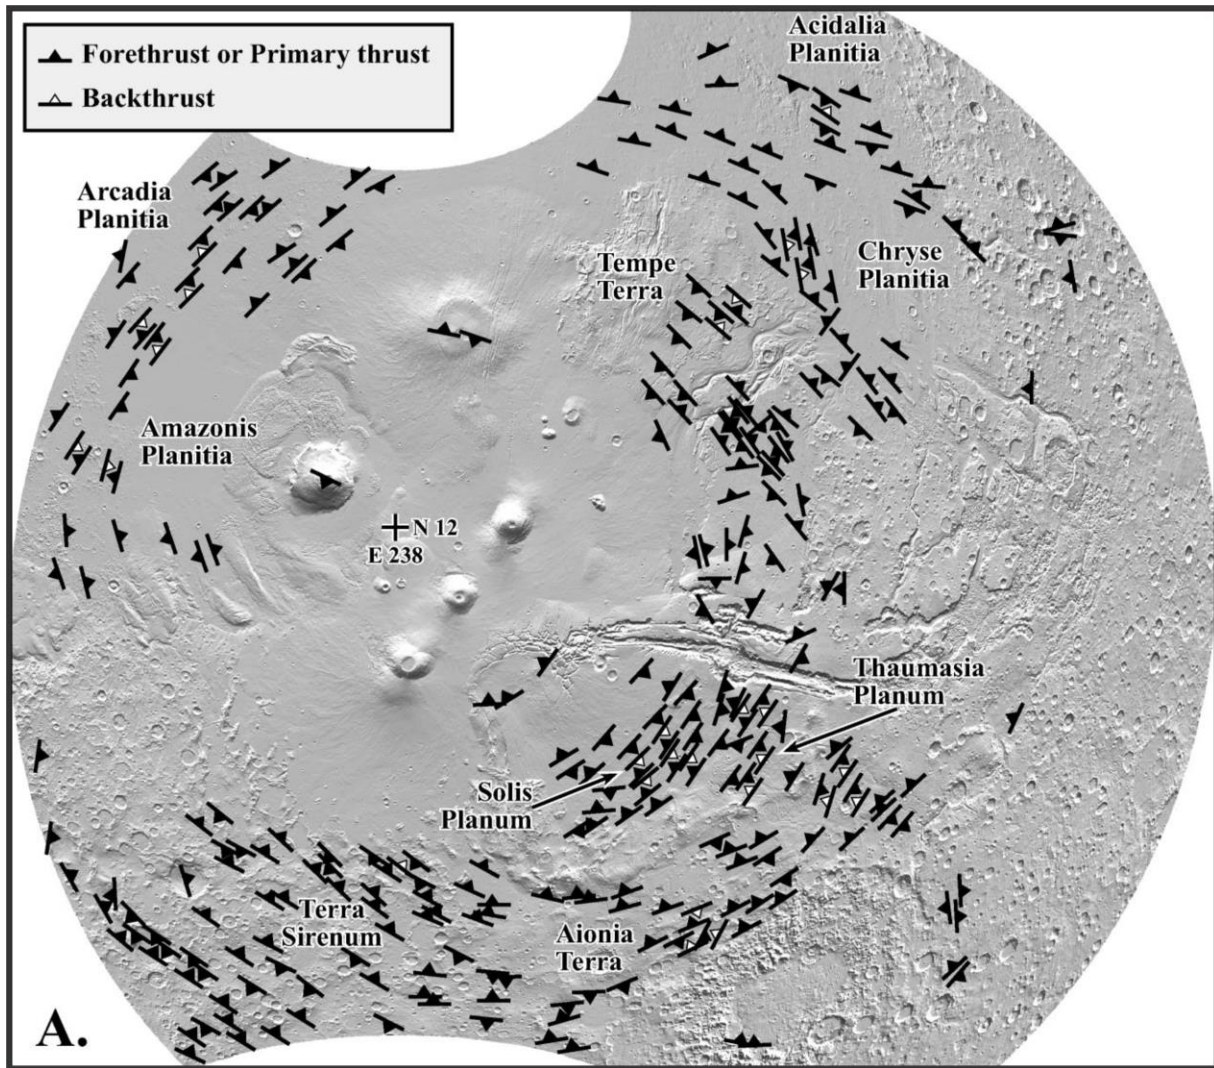 Forethrust or Primary thrust
Backthrust
Acidalia
Planitia
Arcadia
Planitia
Tempe
Terra
Chryse
Planitia
Amazonis
Planitia
N 12
E 238
Thaumasia
Planum
Solis
Planum
Terra
Sirenum
Aionia
Terra
A.